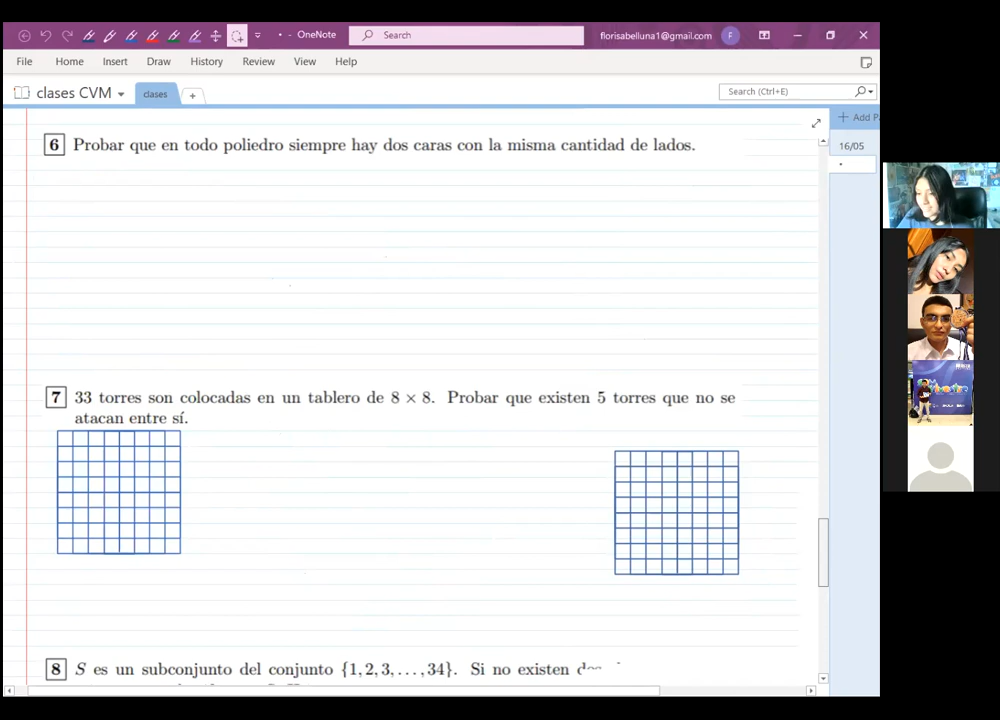 OneNote
Search
florisabelluna1@gmail.com
F
File Home Insert Draw History Review View Help
clases CVM
clases
Search (Ctrl+E)
Add
16/05
6 Probar que en todo poliedro siempre hay dos caras con la misma cantidad de lados.
7 33 torres son colocadas en un tablero de 8 × 8. Probar que existen 5 torres que no se
atacan entre sí.
8 S es un subconjunto del conjunto {1, 2, 3, . . . , 34}. Si no existen